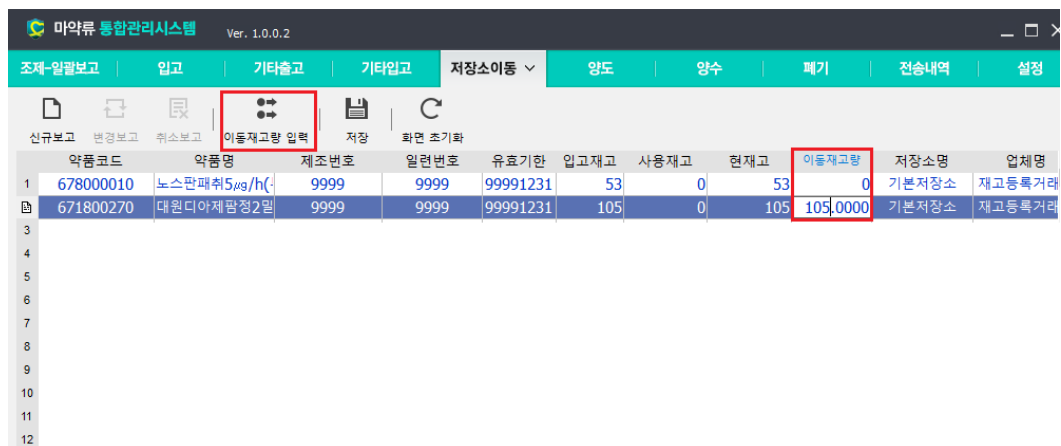 마약류 통합관리시스템 Ver. 1.0.0.2
조제-일괄보고 입고 기타출고 기타입고 저장소이동 양도 양수 폐기 전송내역 설정
신규보고 변경보고 취소보고 이동재고량 입력 저장 화면 초기화
약품코드 약품명 제조번호 일련번호 유효기한 입고재고 사용재고 현재고 이동재고량 저장소명 업체명
1 678000010 노스판패취5㎍/h( 9999 9999 99991231 53 0 53 0 기본저장소 재고등록거래
671800270 대원디아제팜정2밀 9999 9999 99991231 105 0 105 105.0000 기본저장소 재고등록거래
3
4
5
6
7
8
9
10
11
12